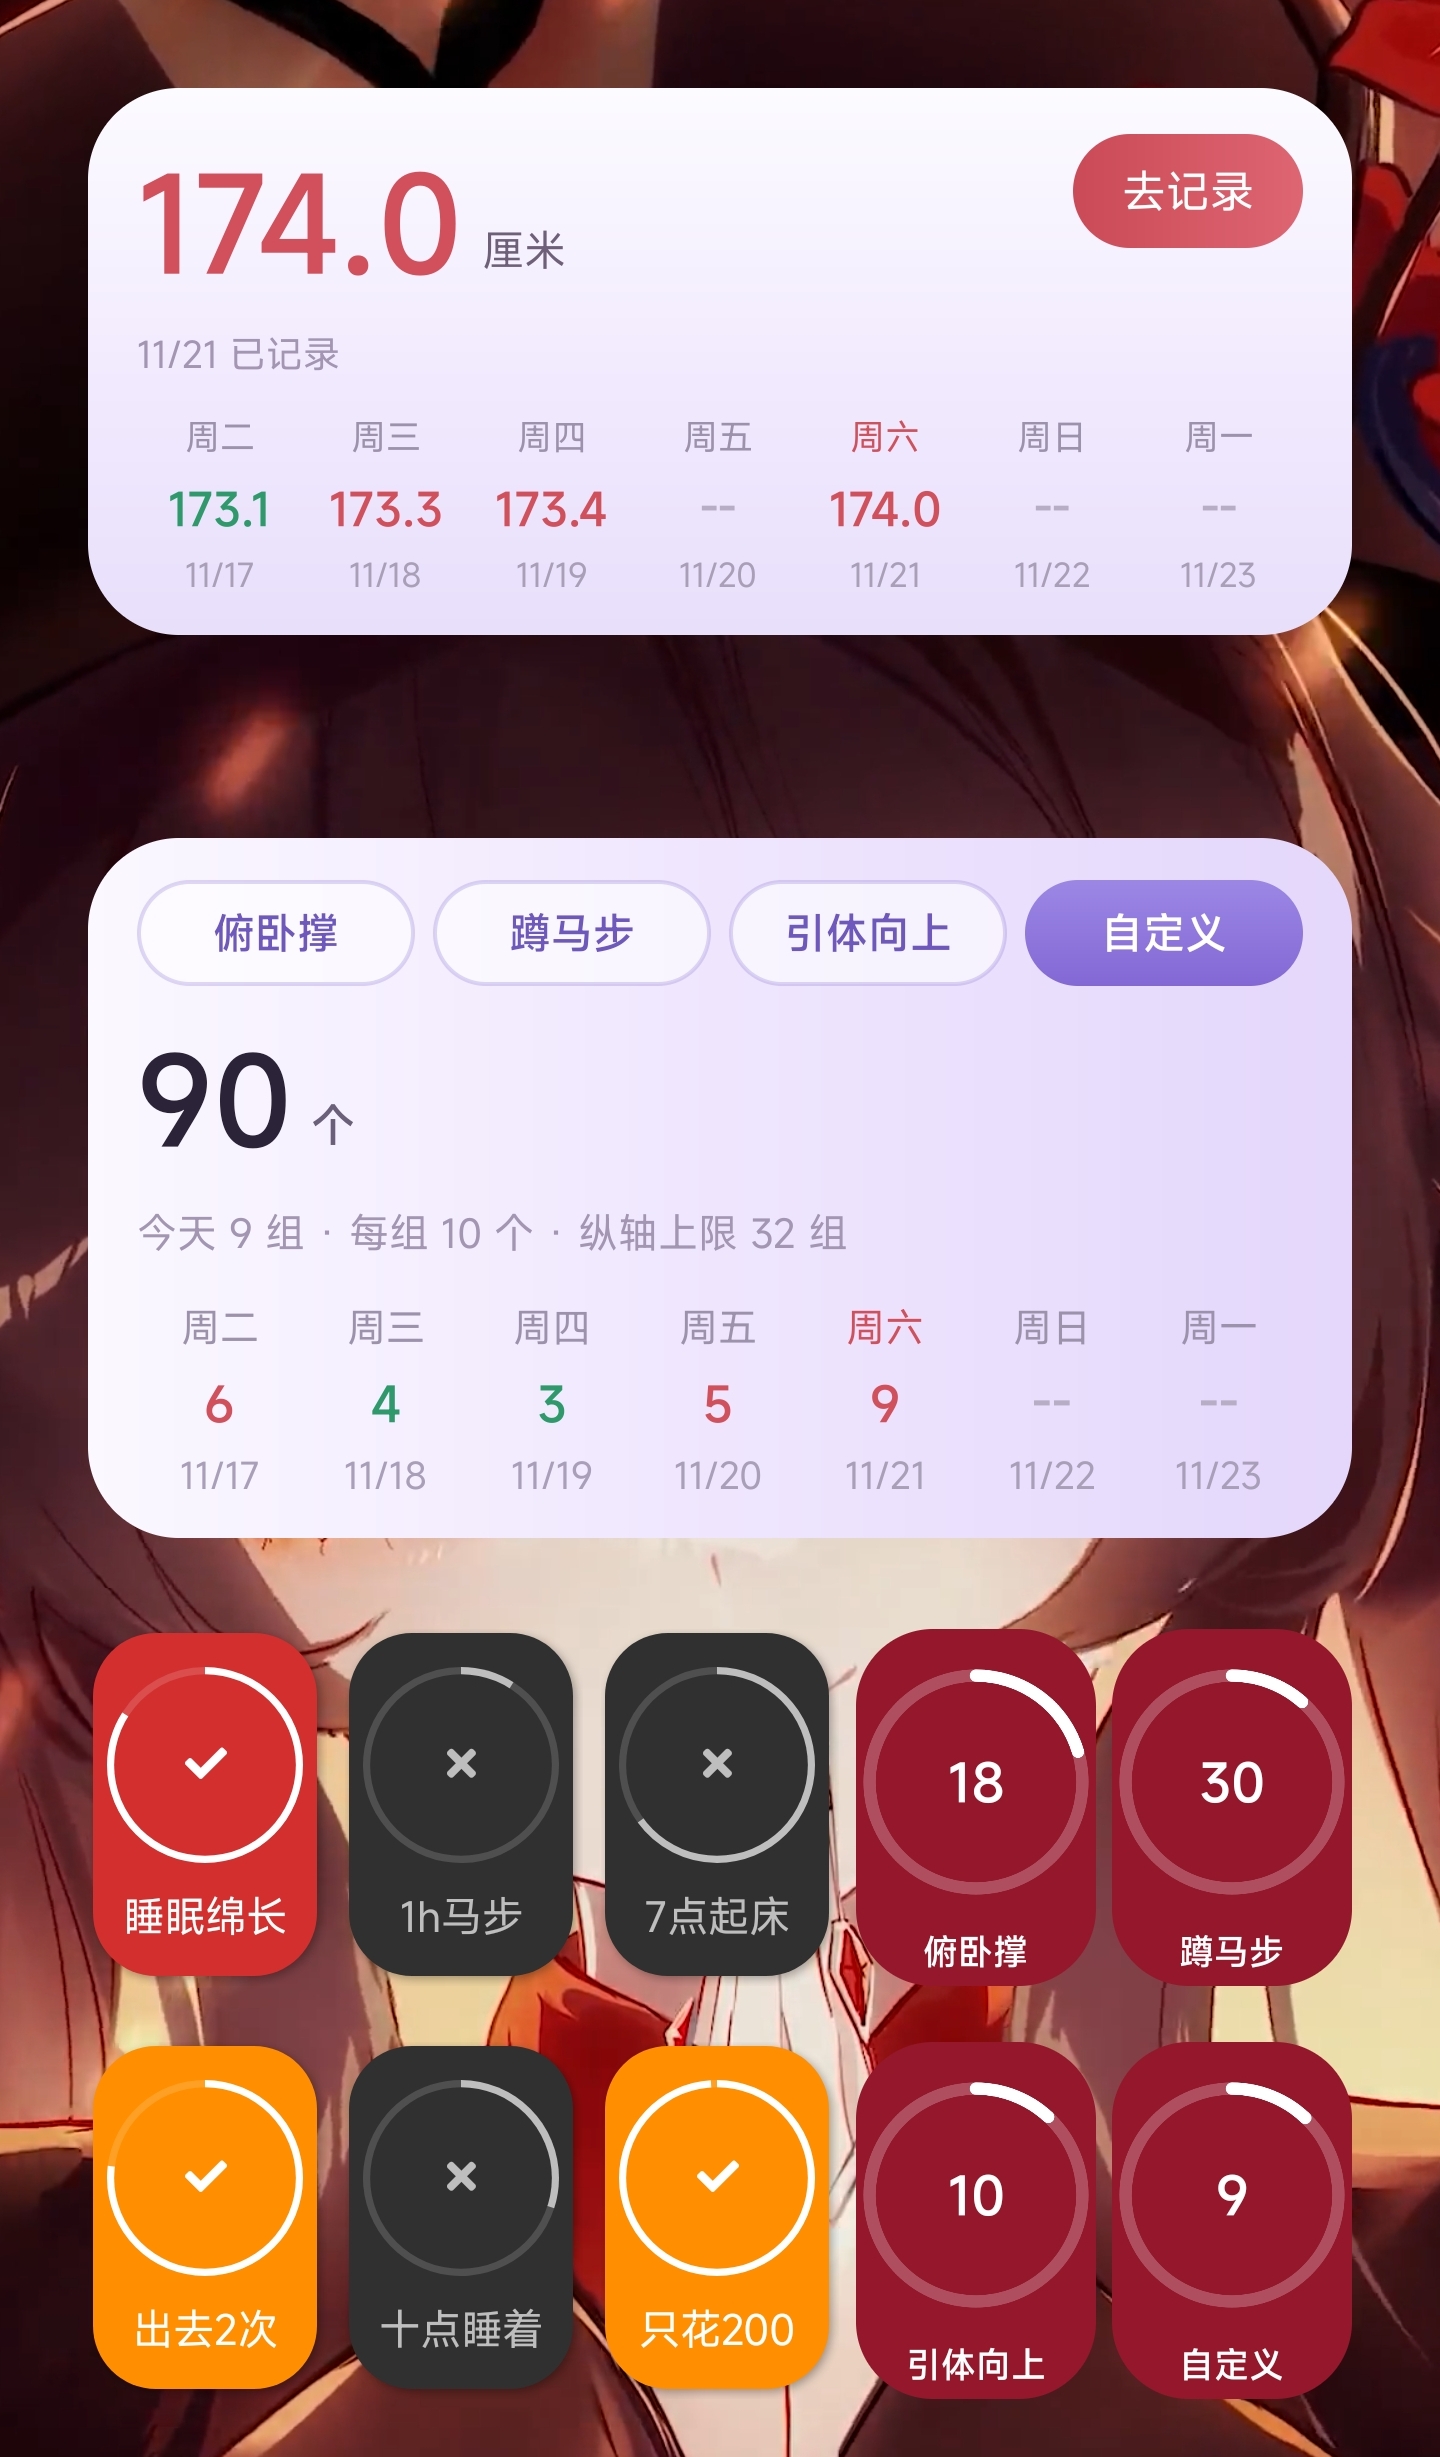 174.0 厘米
去记录
11/21 已记录
周二 周三 周四 周五 周六 周日 周一
173.1 173.3 173.4 -- 174.0 -- --
11/17 11/18 11/19 11/20 11/21 11/22 11/23
俯卧撑 蹲马步 引体向上 自定义
90 个
今天 9 组 · 每组 10 个 · 纵轴上限 32 组
周二 周三 周四 周五 周六 周日 周一
6 4 3 5 9 -- --
11/17 11/18 11/19 11/20 11/21 11/22 11/23
18 30
睡眠绵长 1h马步 7点起床 俯卧撑 蹲马步
10 9
出去2次 十点睡着 只花200 引体向上 自定义